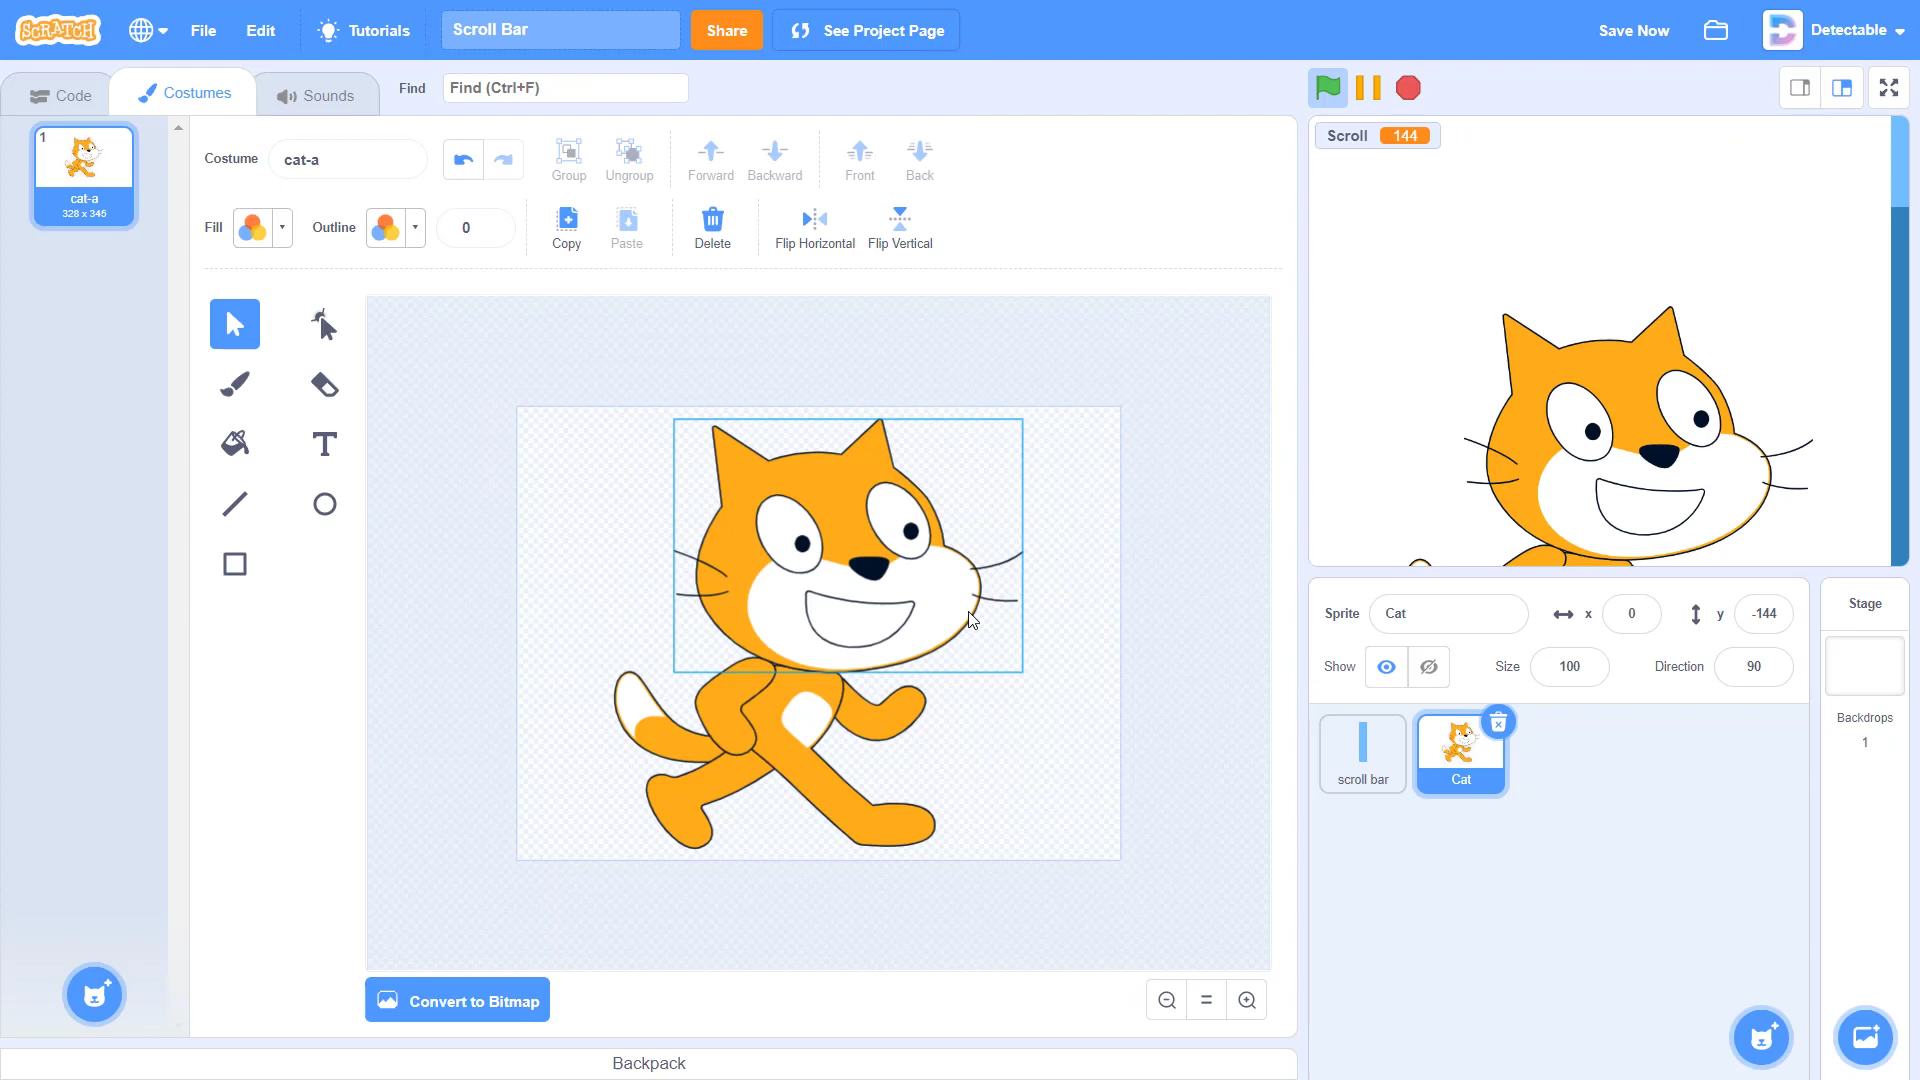 SCRATCH File Edit Tutorials Scroll Bar Share See Project Page Save Now Detectable
Code Costumes Sounds Find Find (Ctrl+F)
1
cat-a
328 x 345
Costume cat-a Group Ungroup Forward Backward Front Back
Fill Outline 0 Copy Paste Delete Flip Horizontal Flip Vertical
Convert to Bitmap
Backpack
Scroll 144
Sprite Cat x 0 y -144
Show Size 100 Direction 90
scroll bar Cat
Stage
Backdrops
1